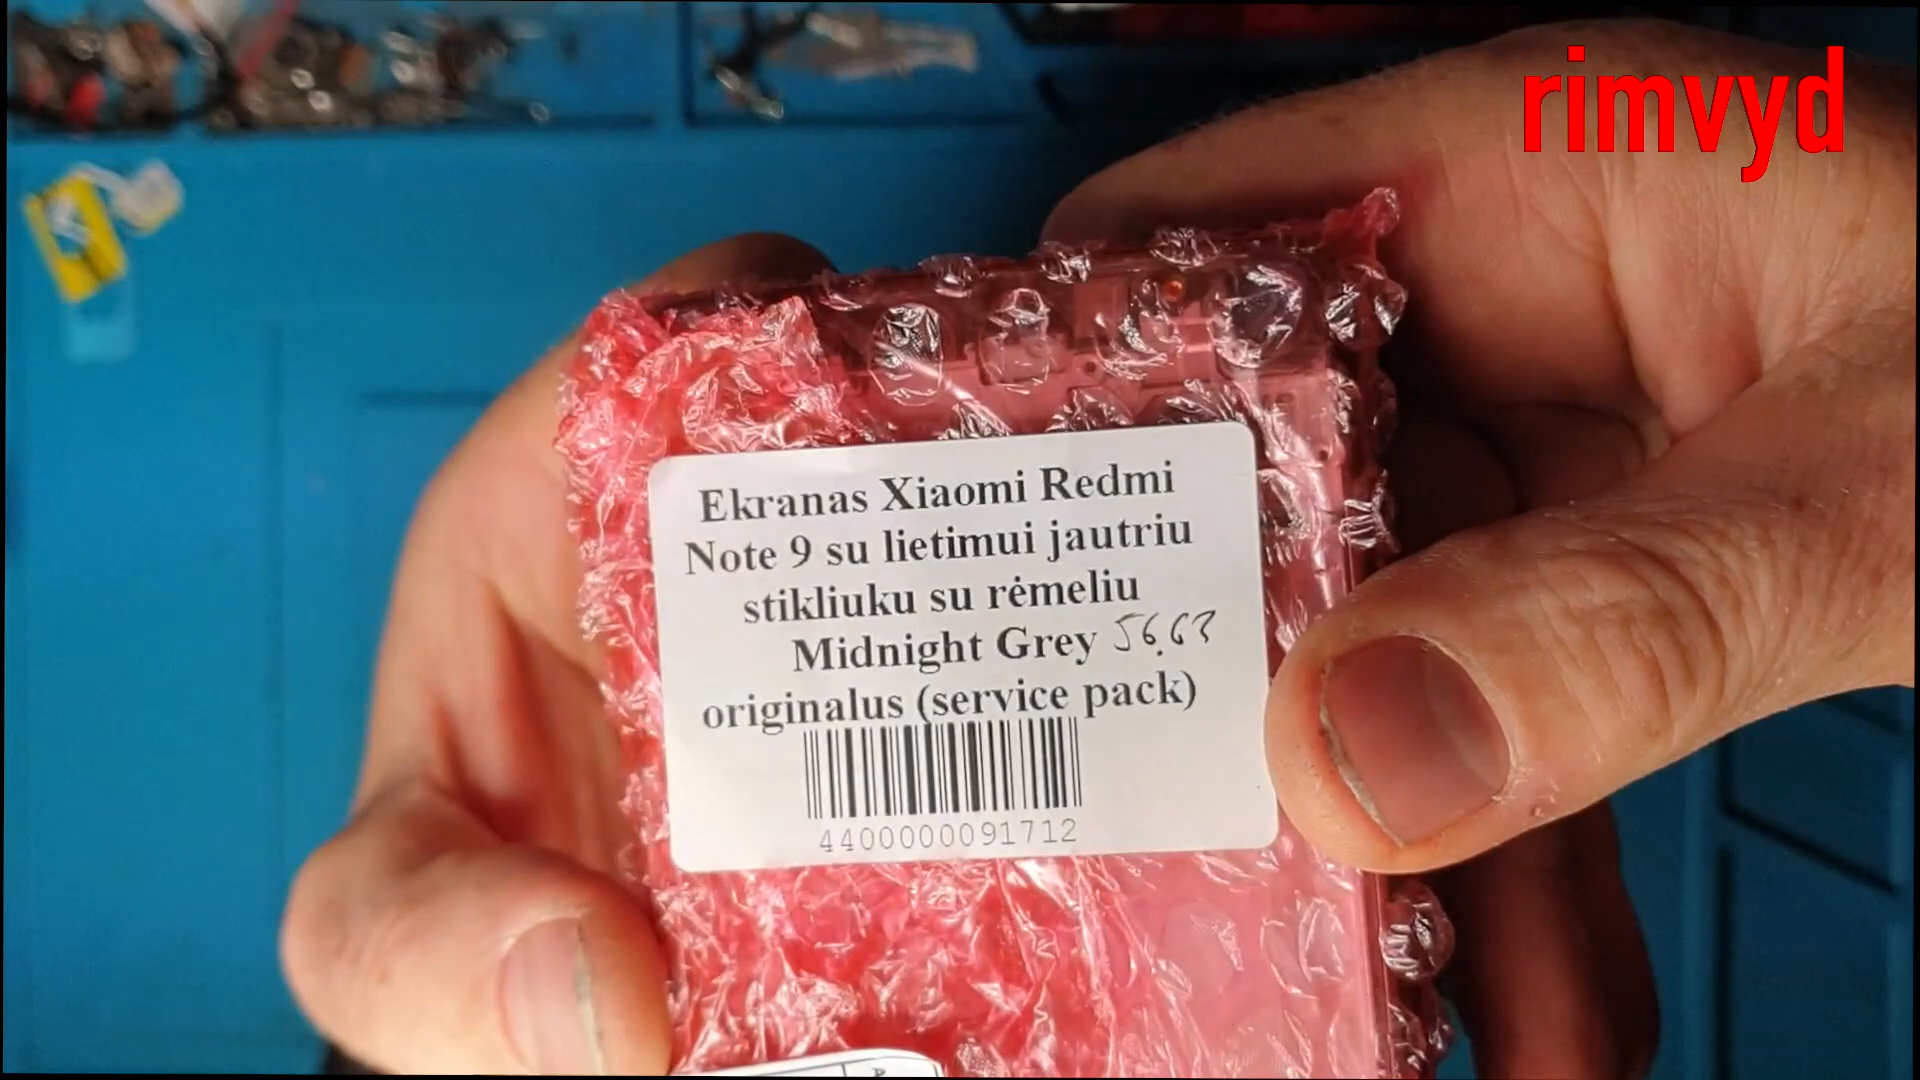 rimvyd
Ekranas Xiaomi Redmi
Note 9 su lietimui jautriu
stikliuku su rėmeliu
Midnight Grey 56.63
originalus (service pack)
4400000091712